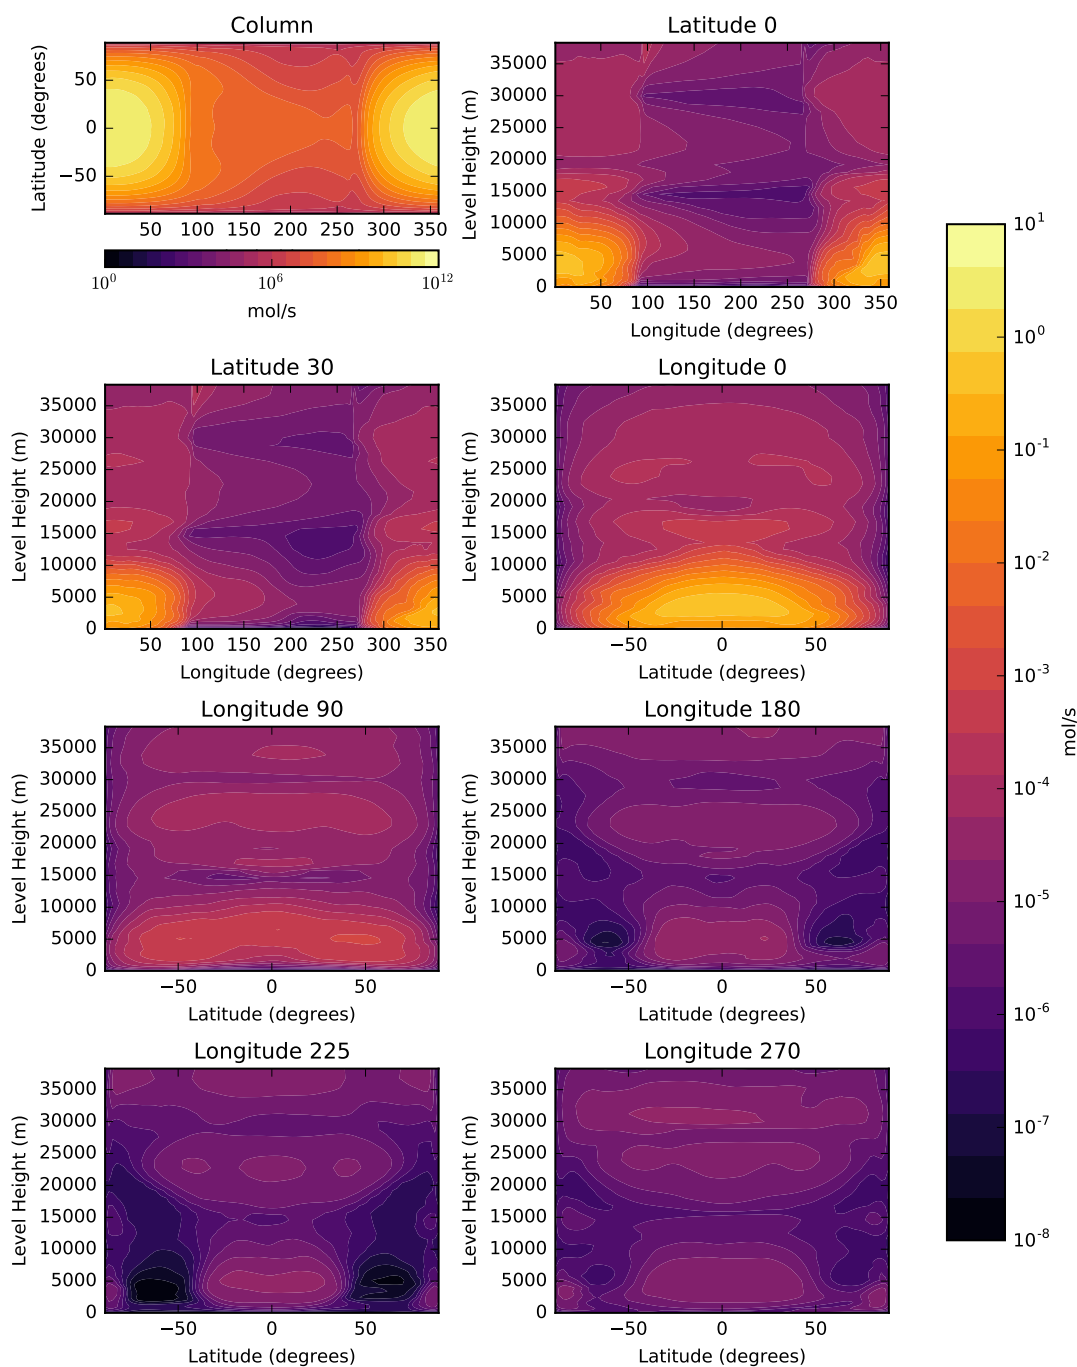 Column
Latitude (degrees)
50
0
−50
50 100 150 200 250 300 350
10^0 10^6 10^12
mol/s
Latitude 0
Level Height (m)
35000
30000
25000
20000
15000
10000
5000
0
50 100 150 200 250 300 350
Longitude (degrees)
Latitude 30
Level Height (m)
35000
30000
25000
20000
15000
10000
5000
0
50 100 150 200 250 300 350
Longitude (degrees)
Longitude 0
Level Height (m)
35000
30000
25000
20000
15000
10000
5000
0
−50 0 50
Latitude (degrees)
Longitude 90
Level Height (m)
35000
30000
25000
20000
15000
10000
5000
0
−50 0 50
Latitude (degrees)
Longitude 180
Level Height (m)
35000
30000
25000
20000
15000
10000
5000
0
−50 0 50
Latitude (degrees)
Longitude 225
Level Height (m)
35000
30000
25000
20000
15000
10000
5000
0
−50 0 50
Latitude (degrees)
Longitude 270
Level Height (m)
35000
30000
25000
20000
15000
10000
5000
0
−50 0 50
Latitude (degrees)
10^1
10^0
10^-1
10^-2
10^-3
10^-4
10^-5
10^-6
10^-7
10^-8
mol/s